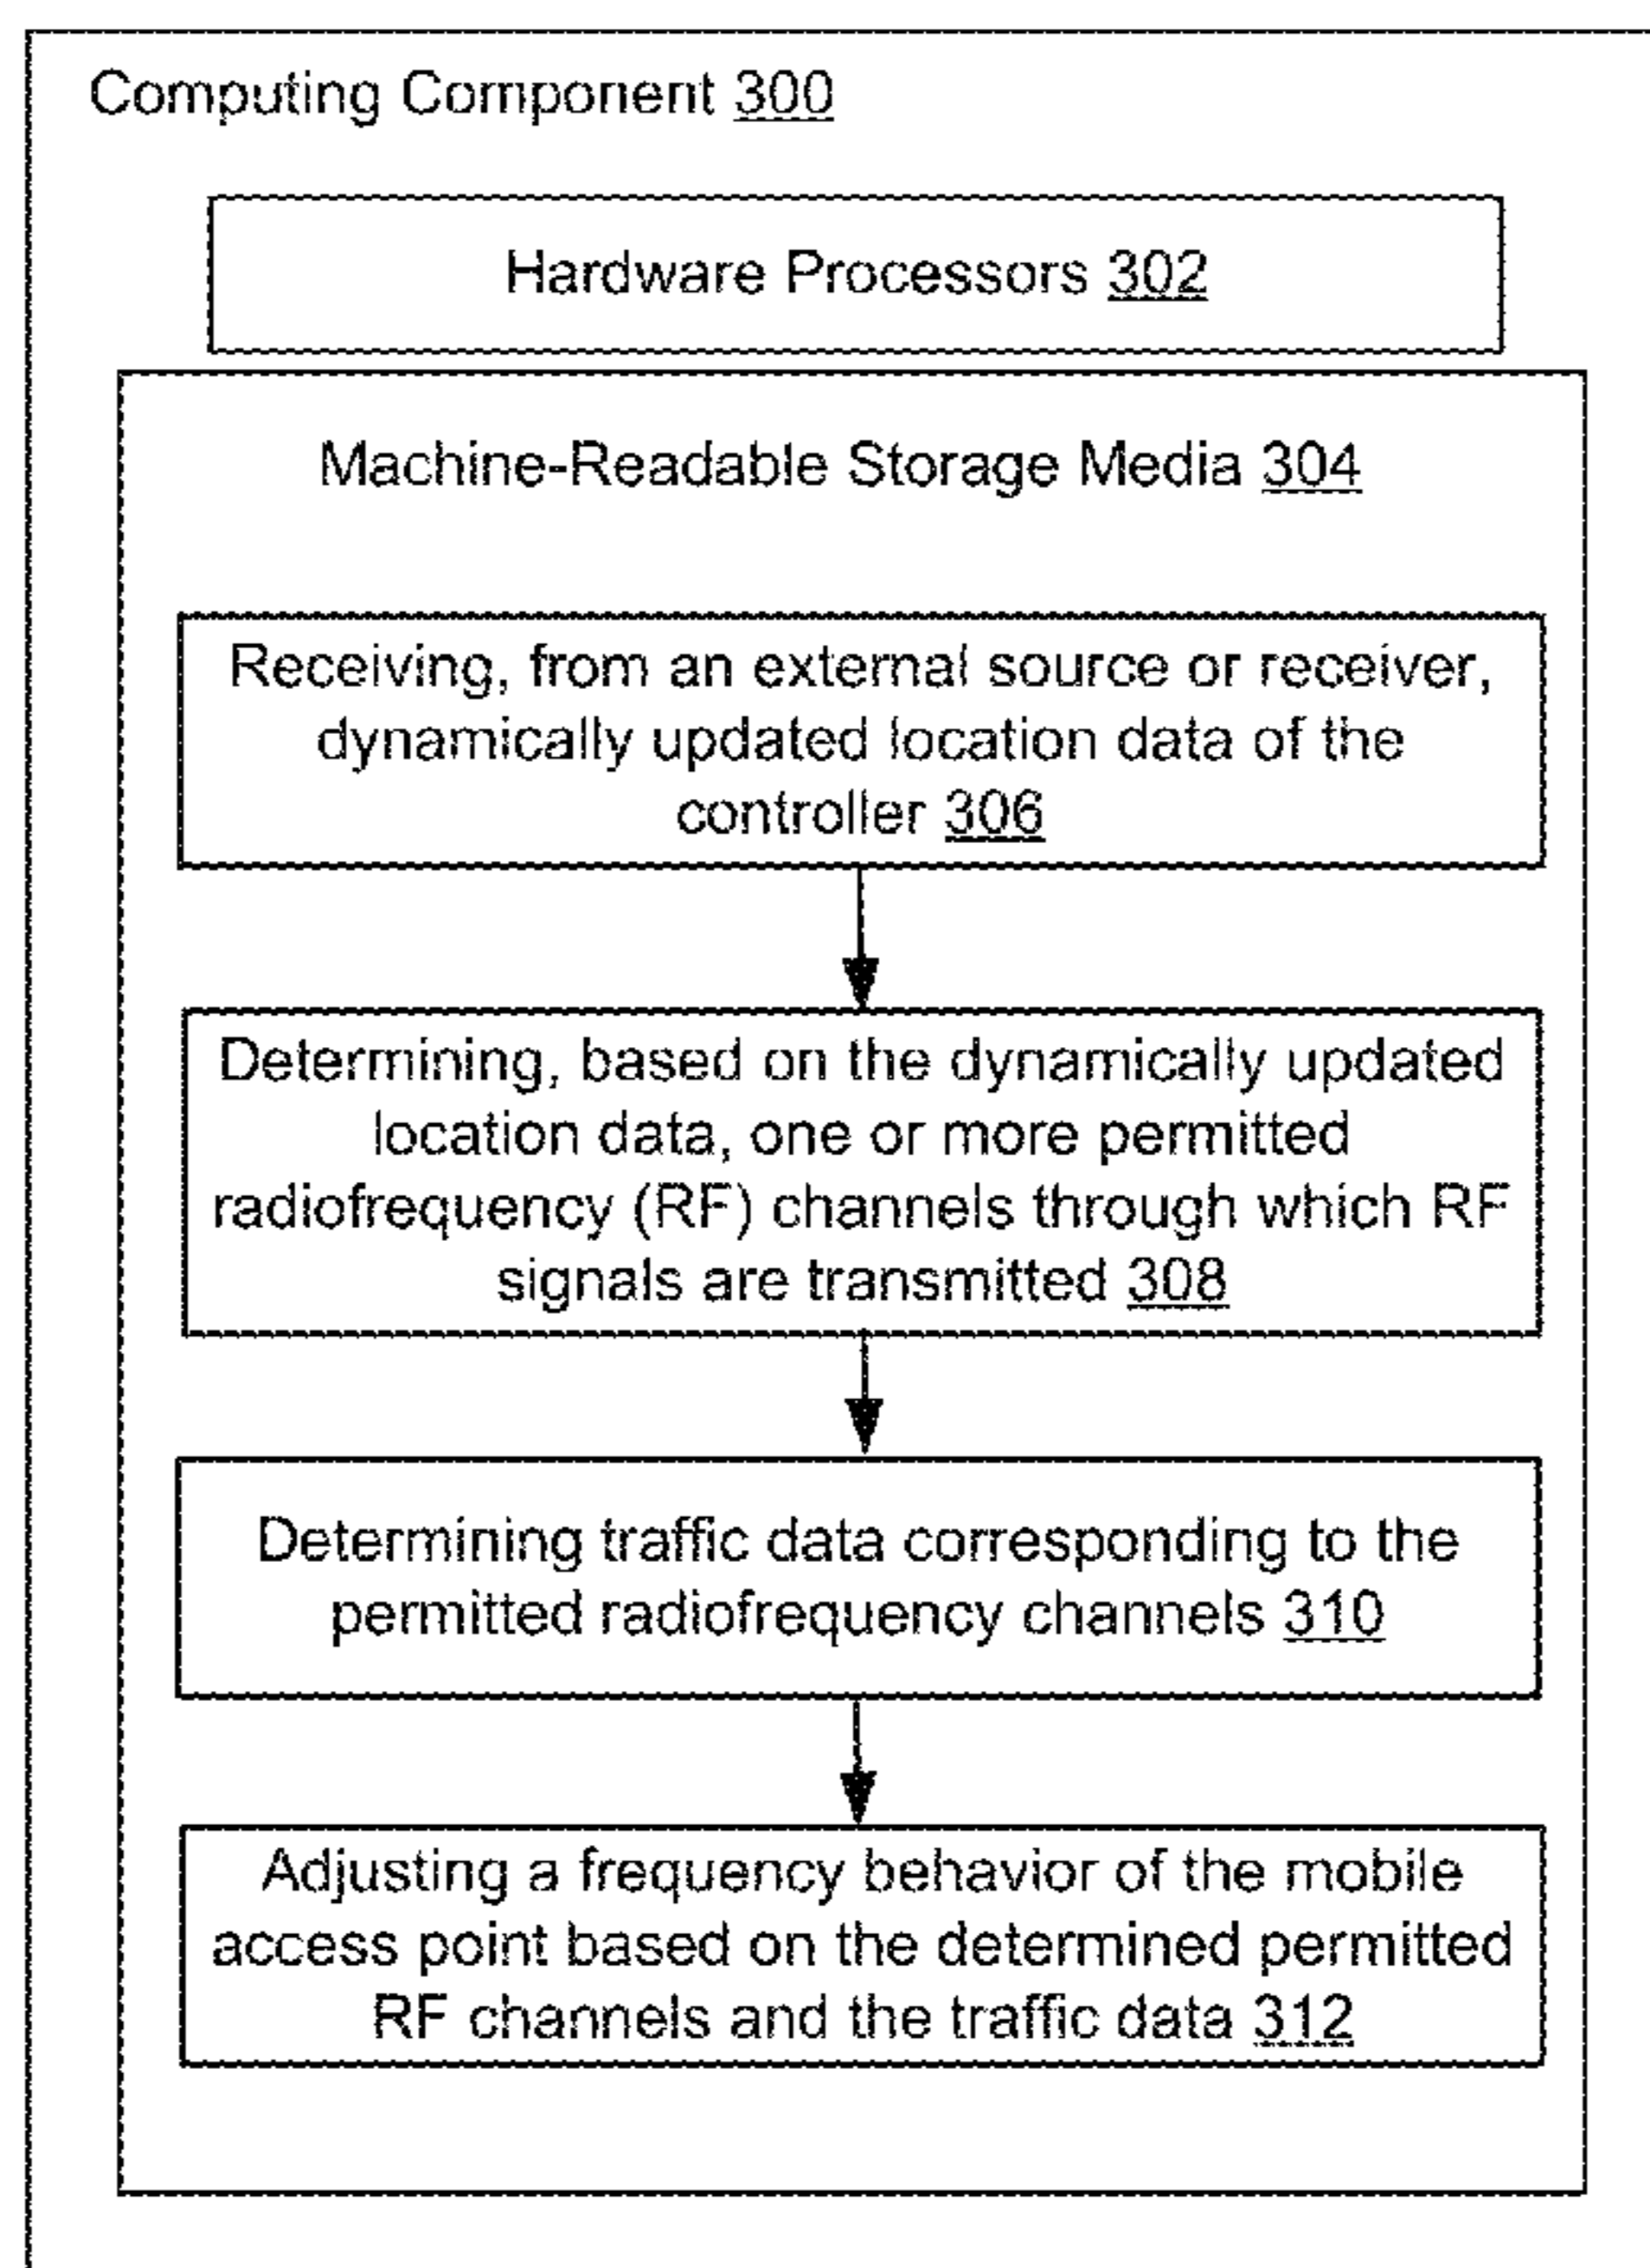 Computing Component 300
Hardware Processors 302
Machine-Readable Storage Media 304
Receiving, from an external source or receiver,
dynamically updated location data of the
controller 306
Determining, based on the dynamically updated
location data, one or more permitted
radiofrequency (RF) channels through which RF
signals are transmitted 308
Determining traffic data corresponding to the
permitted radiofrequency channels 310
Adjusting a frequency behavior of the mobile
access point based on the determined permitted
RF channels and the traffic data 312